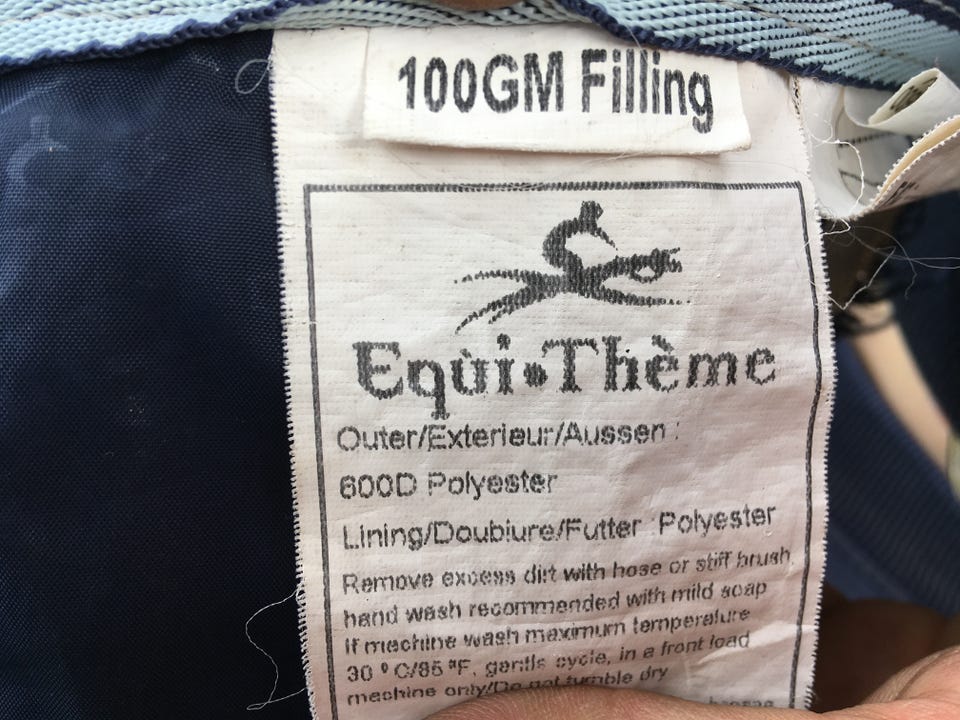 100GM Filling
Equi•Thème
Outer/Exterieur/Aussen :
600D Polyester
Lining/Doubiure/Futter :Polyester
Remove excess dirt with hose or stiff brush,
hand wash recommended with mild soap
If machine wash maximum temperature
30 º C/85 ºF, gentle cycle, in a front load
machine only/Do not tumble dry